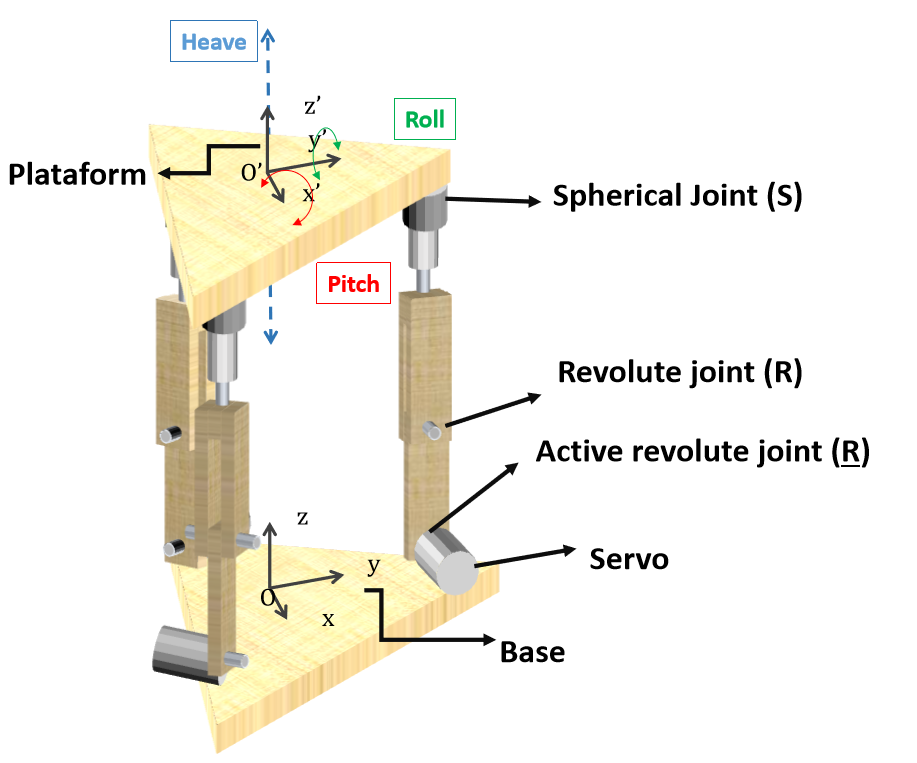 Heave
z’
Roll
y’
Plataform
O’
x’
Spherical Joint (S)
Pitch
Revolute joint (R)
Active revolute joint (R)
z
Servo
y
O
x
Base